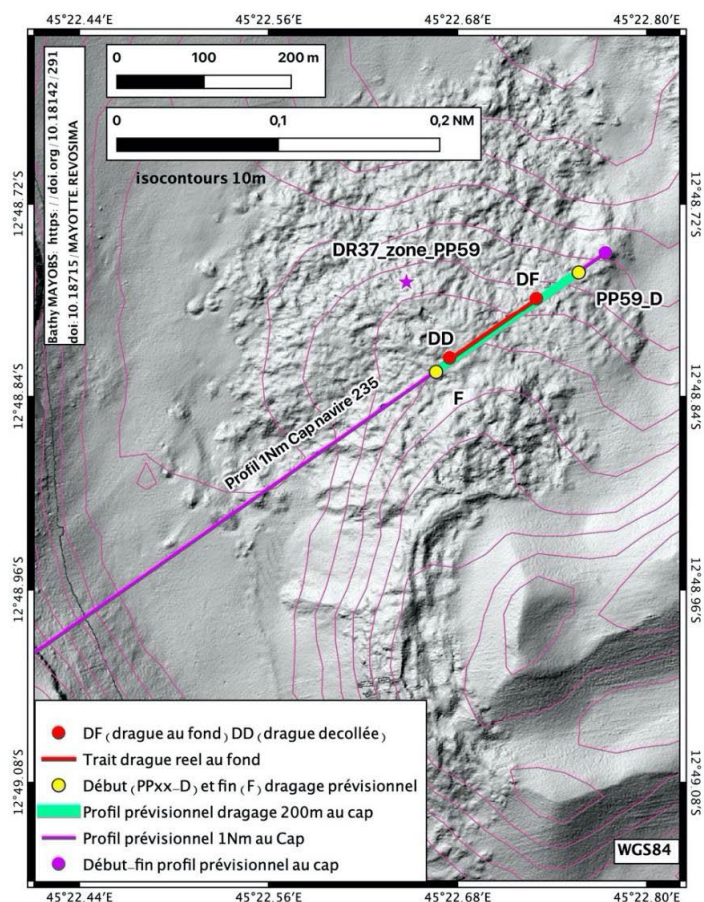 45°22.44'E 45°22.56'E 45°22.68'E 45°22.80'E
Bathy MAYOBS. https://doi.org/10.18142/291
doi: 10.18715/MAYOTTE.REVOSIMA
0 100 200 m
0 0,1 0,2 NM
isocontours 10m
12°48.72'S
12°48.72'S
DR37_zone_PP59
DF
PP59_D
DD
F
Profil 1Nm Cap navire 235
12°48.84'S
12°48.84'S
12°48.96'S
12°48.96'S
12°49.08'S
12°49.08'S
DF (drague au fond) DD (drague decollée)
Trait drague reel au fond
Début (PPxx-D) et fin (F) dragage prévisionnel
Profil prévisionnel dragage 200m au cap
Profil prévisionnel 1Nm au Cap
Début-fin profil prévisionnel au cap
WGS84
45°22.44'E 45°22.56'E 45°22.68'E 45°22.80'E